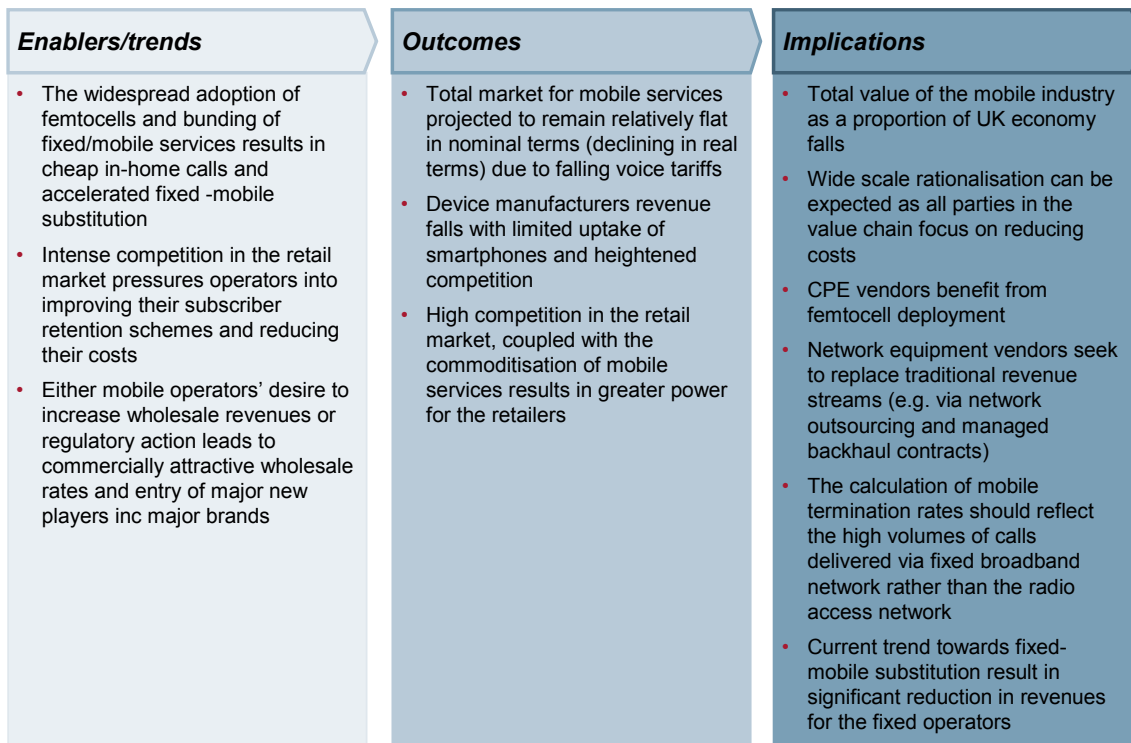 Enablers/trends
• The widespread adoption of
femtocells and bunding of
fixed/mobile services results in
cheap in-home calls and
accelerated fixed -mobile
substitution
• Intense competition in the retail
market pressures operators into
improving their subscriber
retention schemes and reducing
their costs
• Either mobile operators’ desire to
increase wholesale revenues or
regulatory action leads to
commercially attractive wholesale
rates and entry of major new
players inc major brands
Outcomes
• Total market for mobile services
projected to remain relatively flat
in nominal terms (declining in real
terms) due to falling voice tariffs
• Device manufacturers revenue
falls with limited uptake of
smartphones and heightened
competition
• High competition in the retail
market, coupled with the
commoditisation of mobile
services results in greater power
for the retailers
Implications
• Total value of the mobile industry
as a proportion of UK economy
falls
• Wide scale rationalisation can be
expected as all parties in the
value chain focus on reducing
costs
• CPE vendors benefit from
femtocell deployment
• Network equipment vendors seek
to replace traditional revenue
streams (e.g. via network
outsourcing and managed
backhaul contracts)
• The calculation of mobile
termination rates should reflect
the high volumes of calls
delivered via fixed broadband
network rather than the radio
access network
• Current trend towards fixed-
mobile substitution result in
significant reduction in revenues
for the fixed operators